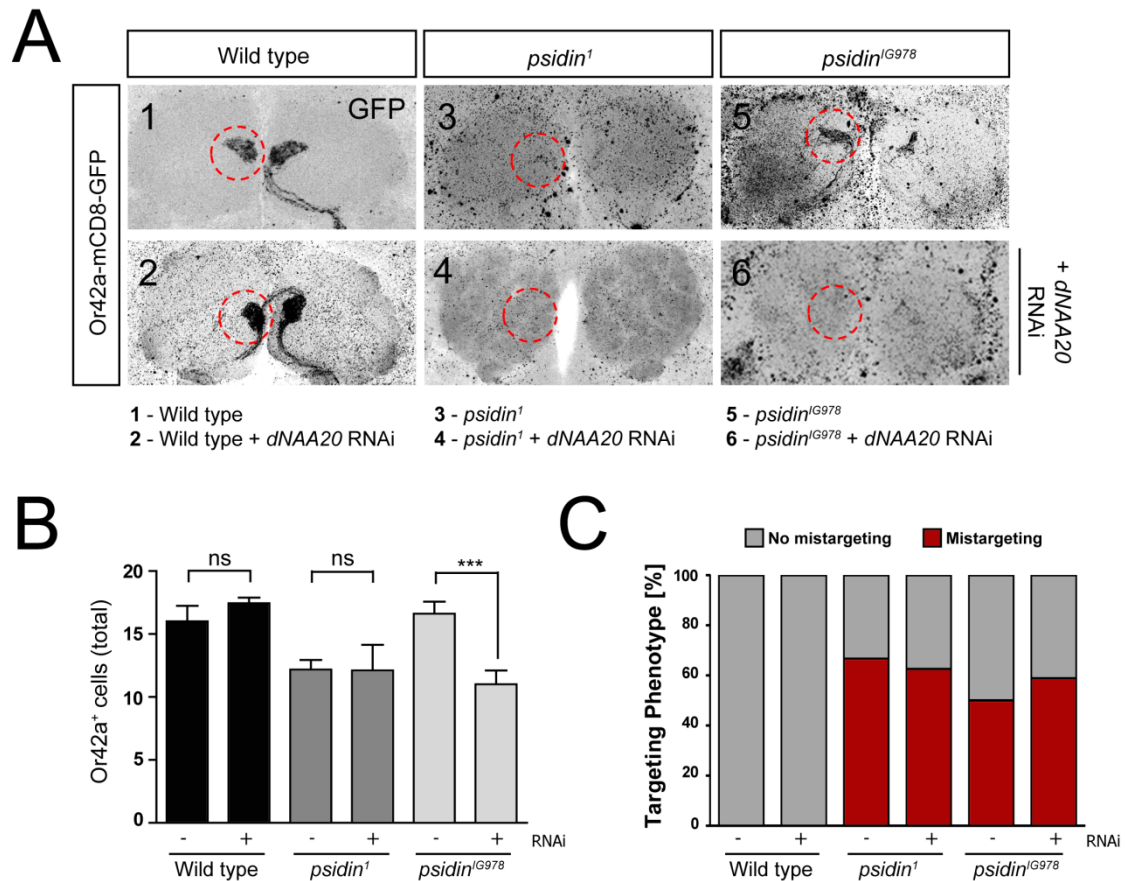 A
Wild type
psidin1
psidinIG978
Or42a-mCD8-GFP
1
GFP
3
5
2
4
6
+ dNAA20
RNAi
1 - Wild type
2 - Wild type + dNAA20 RNAi
3 - psidin1
4 - psidin1 + dNAA20 RNAi
5 - psidinIG978
6 - psidinIG978 + dNAA20 RNAi
B
Or42a+ cells (total)
20
15
10
5
0
ns
ns
***
- + - + - + RNAi
Wild type psidin1 psidinIG978
C
No mistargeting Mistargeting
Targeting Phenotype [%]
100
80
60
40
20
0
- + - + - + RNAi
Wild type psidin1 psidinIG978